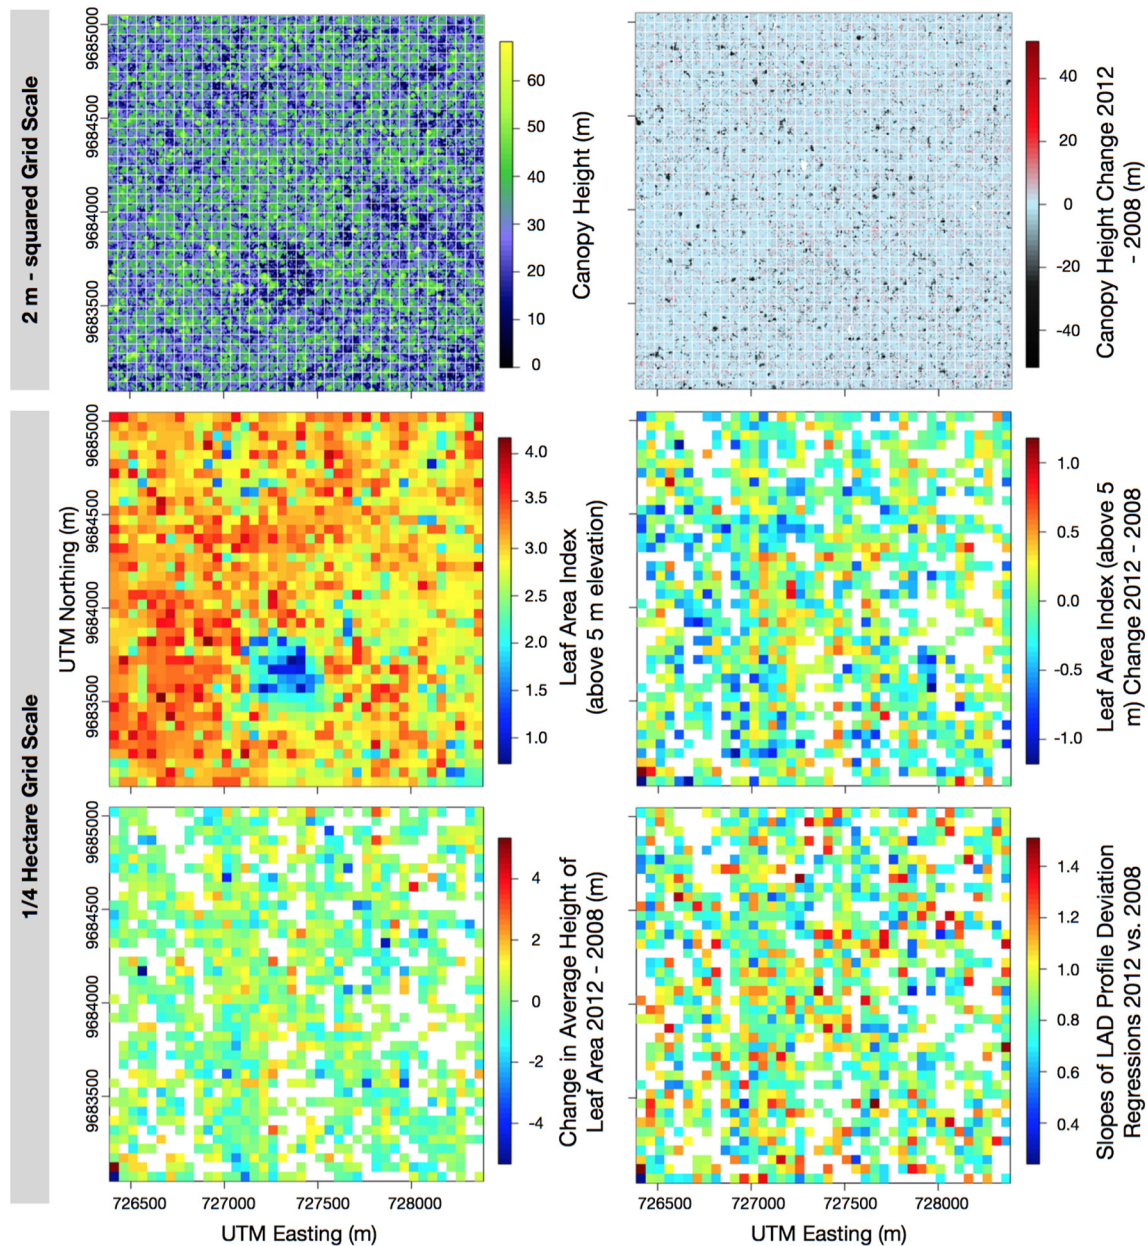 2 m - squared Grid Scale
1/4 Hectare Grid Scale
9685000
9684500
9684000
9683500
60
50
40
30
20
10
0
Canopy Height (m)
40
20
0
-20
-40
Canopy Height Change 2012
- 2008 (m)
UTM Northing (m)
9685000
9684500
9684000
9683500
4.0
3.5
3.0
2.5
2.0
1.5
1.0
Leaf Area Index
(above 5 m elevation)
1.0
0.5
0.0
-0.5
-1.0
Leaf Area Index (above 5
m) Change 2012 - 2008
9685000
9684500
9684000
9683500
4
2
0
-2
-4
Change in Average Height of
Leaf Area 2012 - 2008 (m)
1.4
1.2
1.0
0.8
0.6
0.4
Slopes of LAD Profile Deviation
Regressions 2012 vs. 2008
726500 727000 727500 728000
UTM Easting (m)
726500 727000 727500 728000
UTM Easting (m)